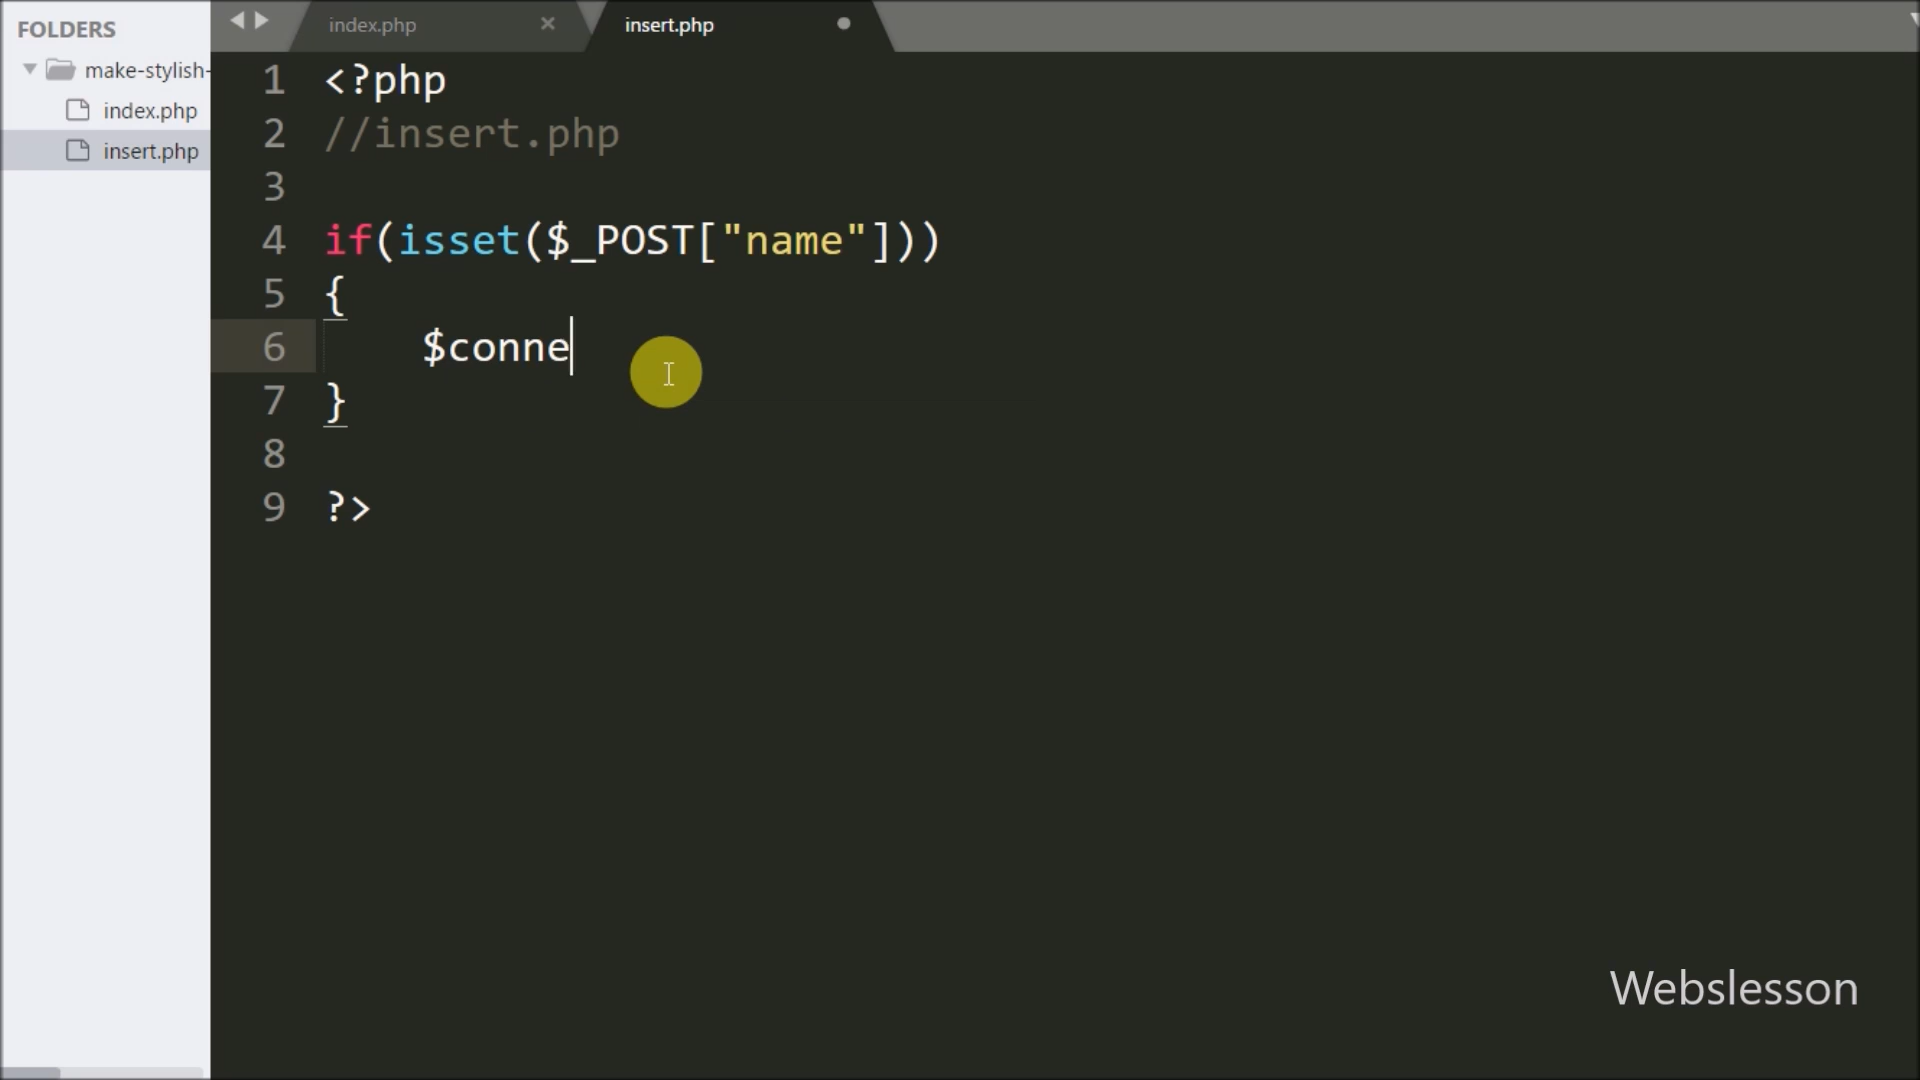 FOLDERS
make-stylish-
index.php
insert.php
index.php
insert.php
1 <?php
2 //insert.php
3
4 if(isset($_POST["name"]))
5 {
6 $conne
7 }
8
9 ?>
Webslesson